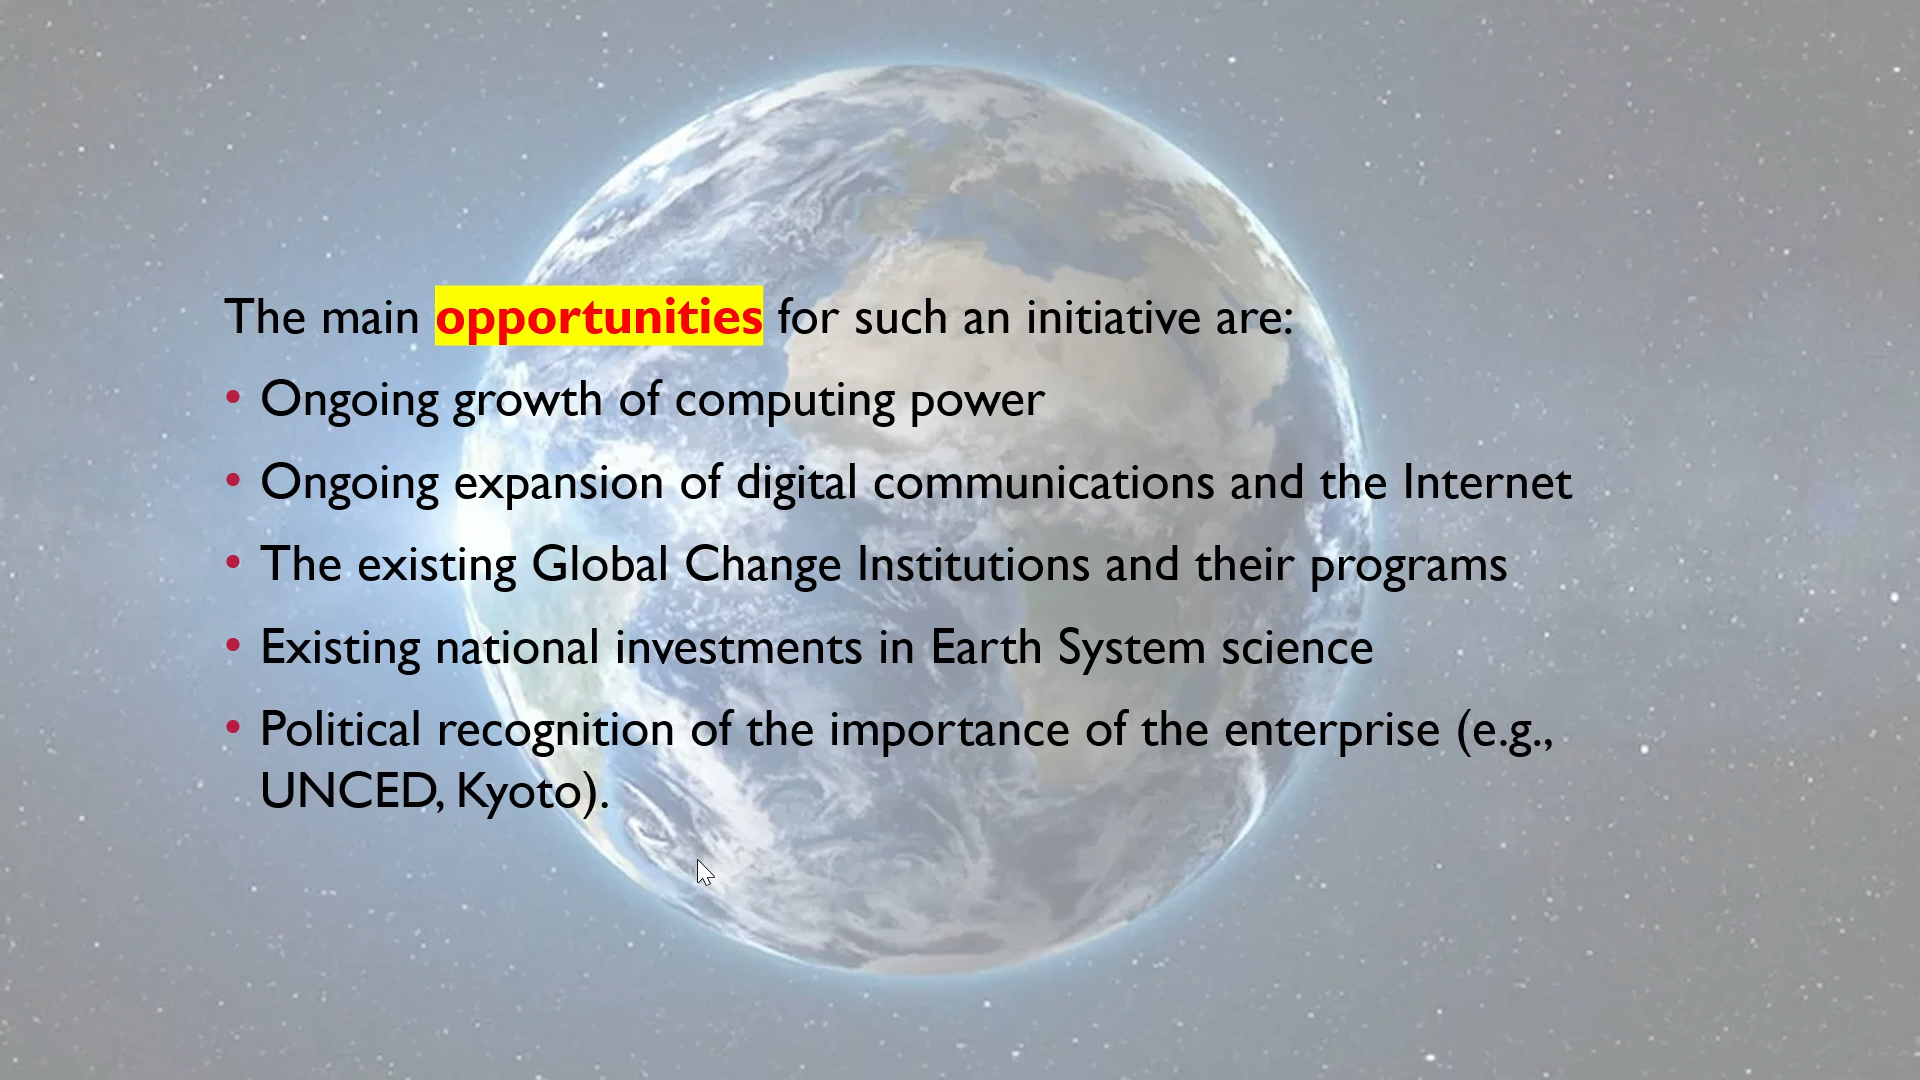 The main opportunities for such an initiative are:
• Ongoing growth of computing power
• Ongoing expansion of digital communications and the Internet
• The existing Global Change Institutions and their programs
• Existing national investments in Earth System science
• Political recognition of the importance of the enterprise (e.g.,
UNCED, Kyoto).